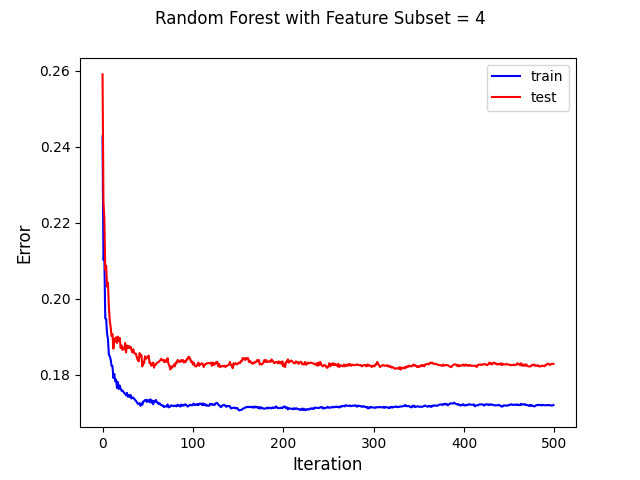 Random Forest with Feature Subset = 4
train
test
0.26
0.24
0.22
0.20
0.18
Error
0
100
200
300
400
500
Iteration